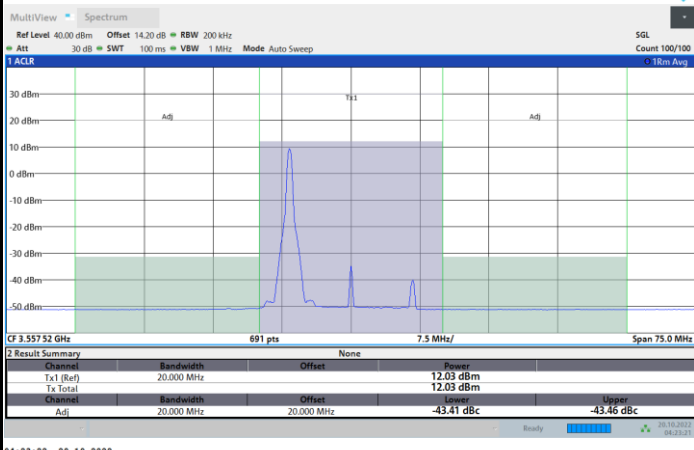 MultiView Spectrum
Ref Level 40.00 dBm Offset 14.20 dB RBW 200 kHz SGL
Att 30 dB SWT 100 ms VBW 1 MHz Mode Auto Sweep Count 100/100
1 ACLR 1Rm Avg
30 dBm
Tx1
20 dBm
Adj Adj
10 dBm
0 dBm
-10 dBm
-20 dBm
-30 dBm
-40 dBm
-50 dBm
CF 3.557 52 GHz 691 pts 7.5 MHz/ Span 75.0 MHz
2 Result Summary None
Channel Bandwidth Offset Power
Tx1 (Ref) 20.000 MHz 12.03 dBm
Tx Total 12.03 dBm
Channel Bandwidth Offset Lower Upper
Adj 20.000 MHz 20.000 MHz -43.41 dBc -43.46 dBc
Ready 20.10.2022
04:23:21